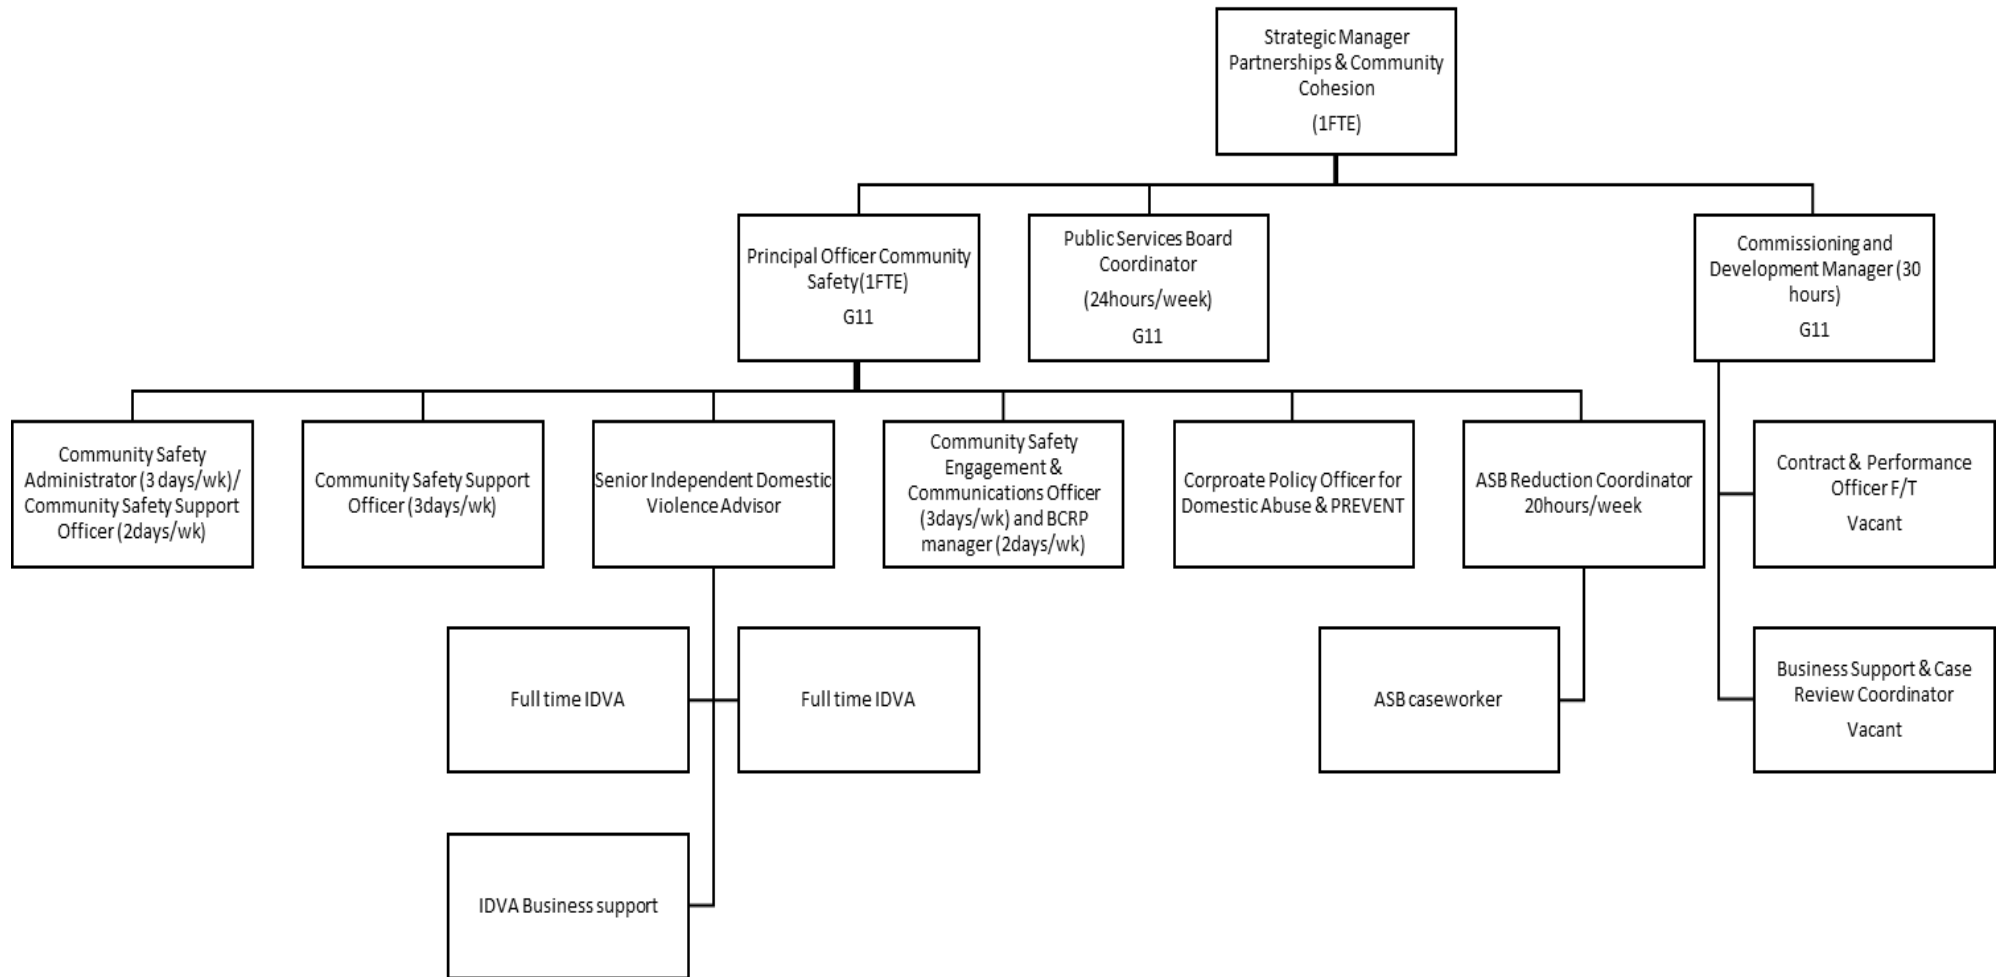 Strategic Manager
Partnerships & Community
Cohesion
(1FTE)
Principal Officer Community
Safety(1FTE)
G11
Public Services Board
Coordinator
(24hours/week)
G11
Commissioning and
Development Manager (30
hours)
G11
Community Safety
Administrator (3 days/wk)/
Community Safety Support
Officer (2days/wk)
Community Safety Support
Officer (3days/wk)
Senior Independent Domestic
Violence Advisor
Community Safety
Engagement &
Communications Officer
(3days/wk) and BCRP
manager (2days/wk)
Corproate Policy Officer for
Domestic Abuse & PREVENT
ASB Reduction Coordinator
20hours/week
Contract & Performance
Officer F/T
Vacant
Full time IDVA
Full time IDVA
ASB caseworker
Business Support & Case
Review Coordinator
Vacant
IDVA Business support